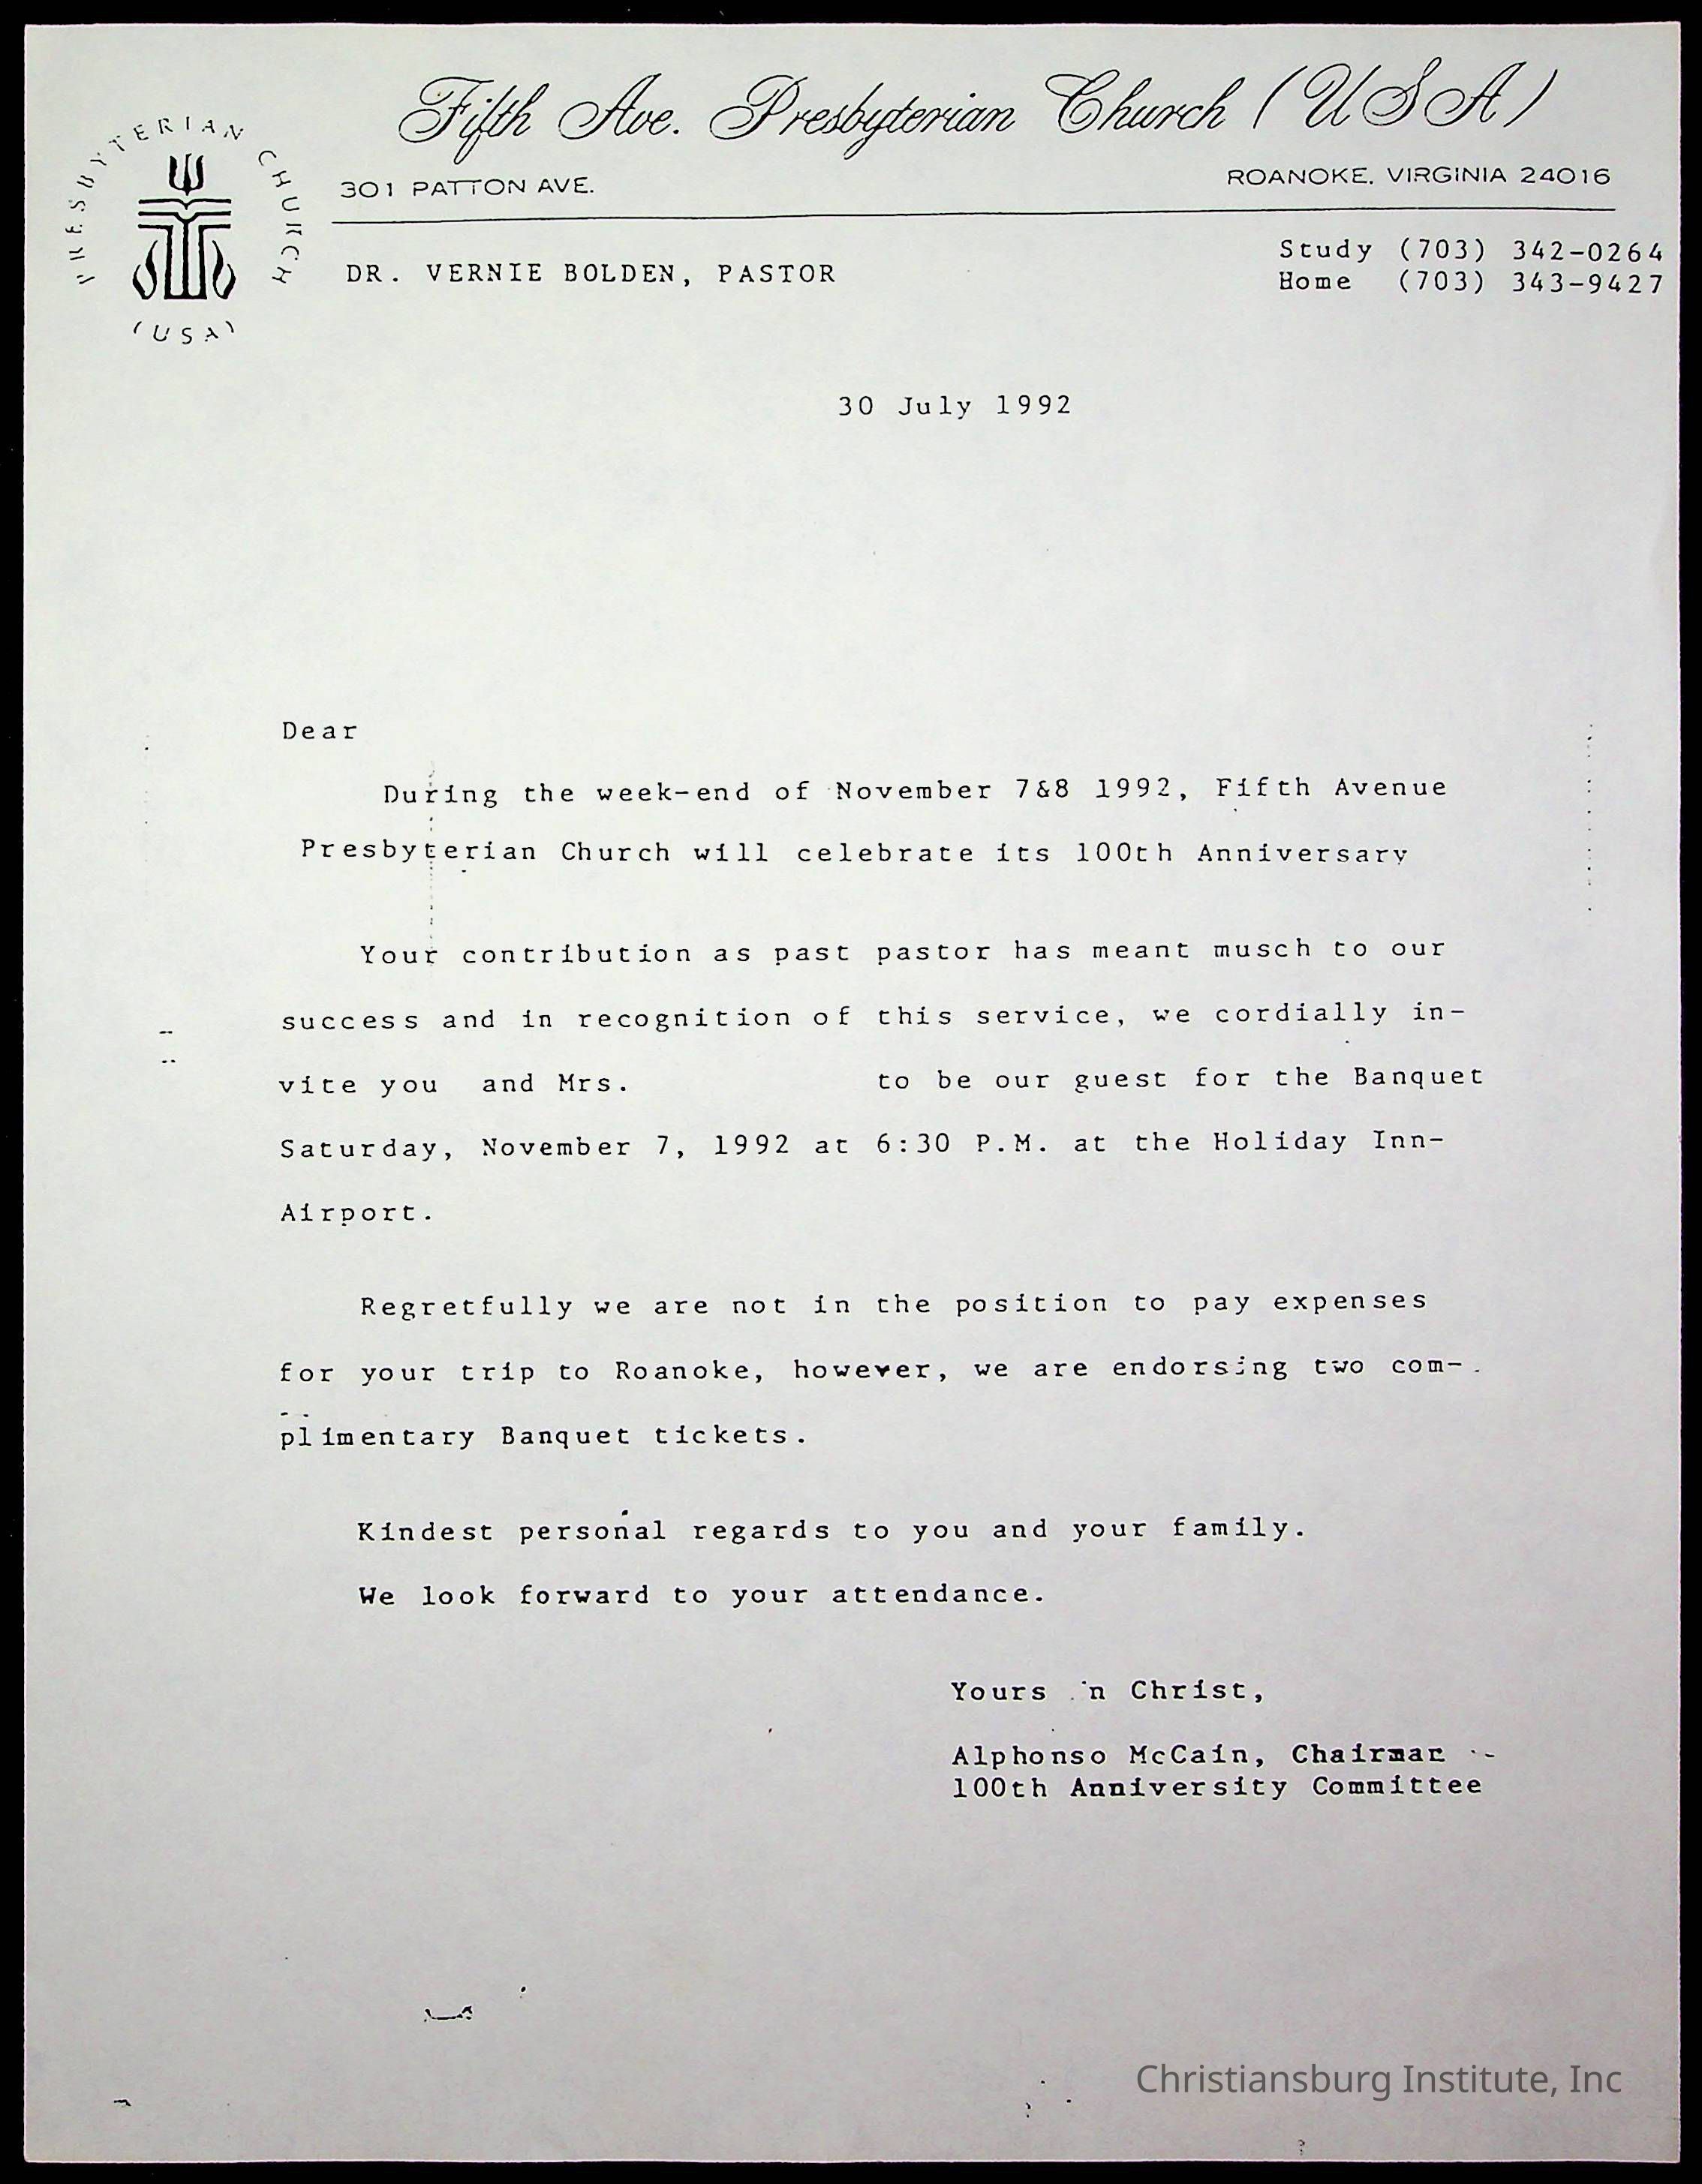 Fifth Ave. Presbyterian Church (USA)
PRESBYTERIAN CHURCH
(USA)
301 PATTON AVE.
ROANOKE, VIRGINIA 24016
DR. VERNIE BOLDEN, PASTOR
Study (703) 342-0264
Home (703) 343-9427
30 July 1992
Dear
During the week-end of November 7&8 1992, Fifth Avenue
Presbyterian Church will celebrate its 100th Anniversary
Your contribution as past pastor has meant musch to our
success and in recognition of this service, we cordially in-
vite you and Mrs. to be our guest for the Banquet
Saturday, November 7, 1992 at 6:30 P.M. at the Holiday Inn-
Airport.
Regretfully we are not in the position to pay expenses
for your trip to Roanoke, however, we are endorsing two com-
plimentary Banquet tickets.
Kindest personal regards to you and your family.
We look forward to your attendance.
Yours in Christ,
Alphonso McCain, Chairman
100th Anniversity Committee
Christiansburg Institute, Inc